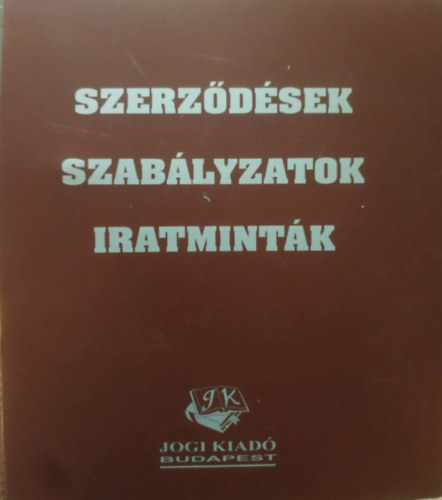 SZERZŐDÉSEK
SZABÁLYZATOK
IRATMINTÁK
JK
JOGI KIADÓ
BUDAPEST